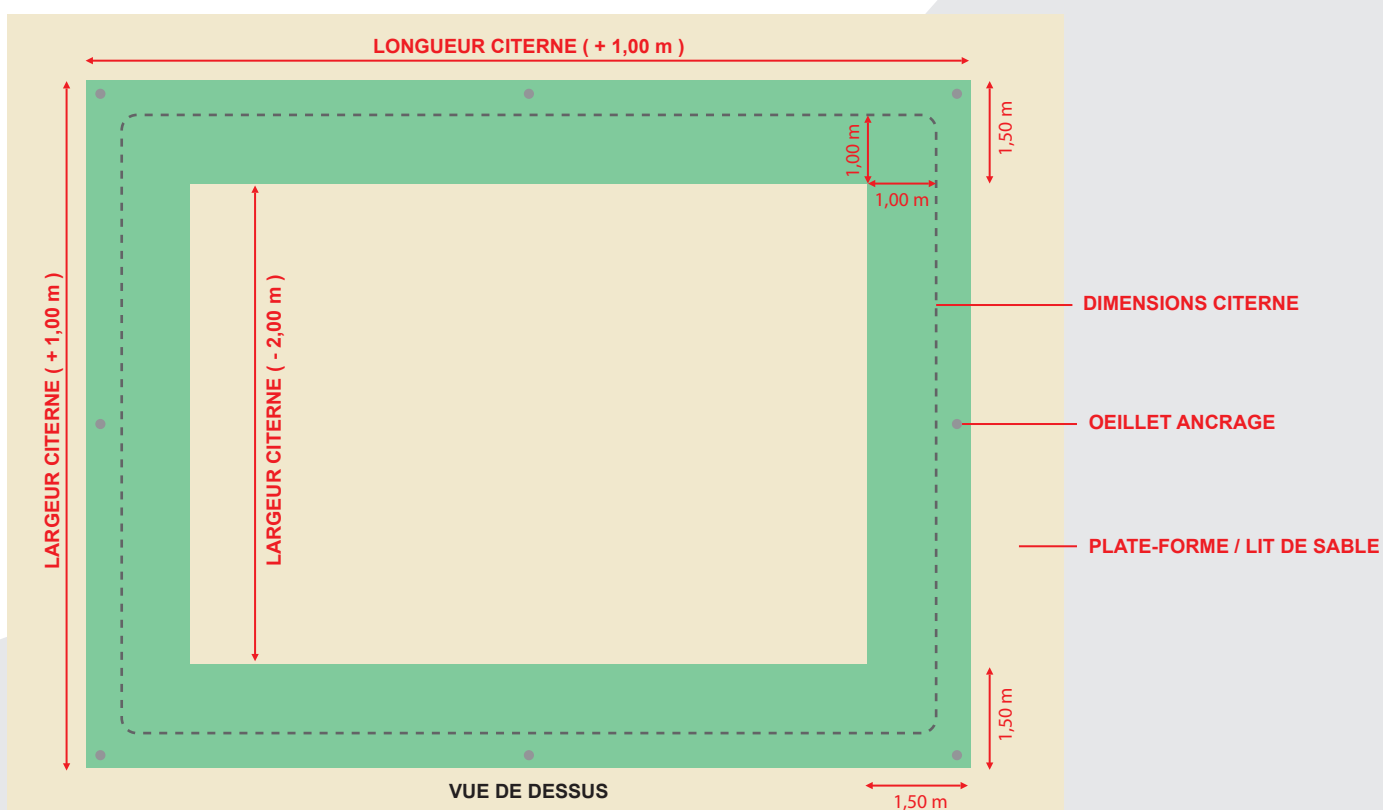 LONGUEUR CITERNE ( + 1,00 m )
1,50 m
1,00 m
1,00 m
LARGEUR CITERNE ( + 1,00 m )
LARGEUR CITERNE ( - 2,00 m )
DIMENSIONS CITERNE
OEILLET ANCRAGE
PLATE-FORME / LIT DE SABLE
1,50 m
VUE DE DESSUS
1,50 m